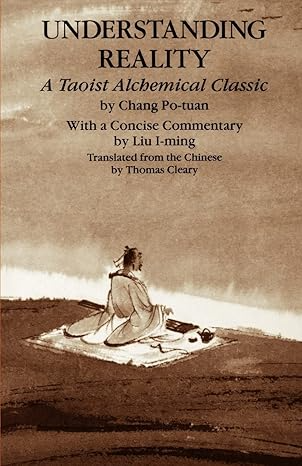 UNDERSTANDING
REALITY
A Taoist Alchemical Classic
by Chang Po-tuan
With a Concise Commentary
by Liu I-ming
Translated from the Chinese
by Thomas Cleary